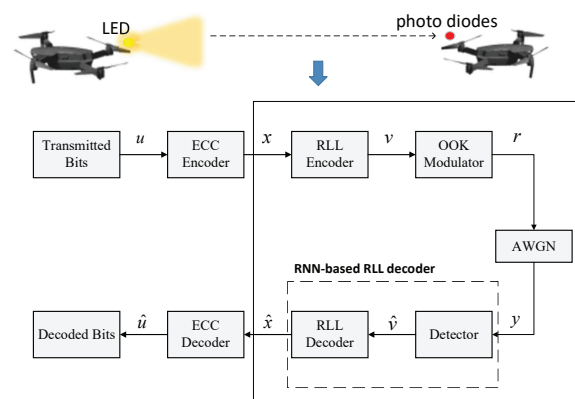 LED
photo diodes
Transmitted
Bits
u
ECC
Encoder
x
RLL
Encoder
v
OOK
Modulator
r
AWGN
RNN-based RLL decoder
Decoded Bits
û
ECC
Decoder
x̂
RLL
Decoder
v̂
Detector
y